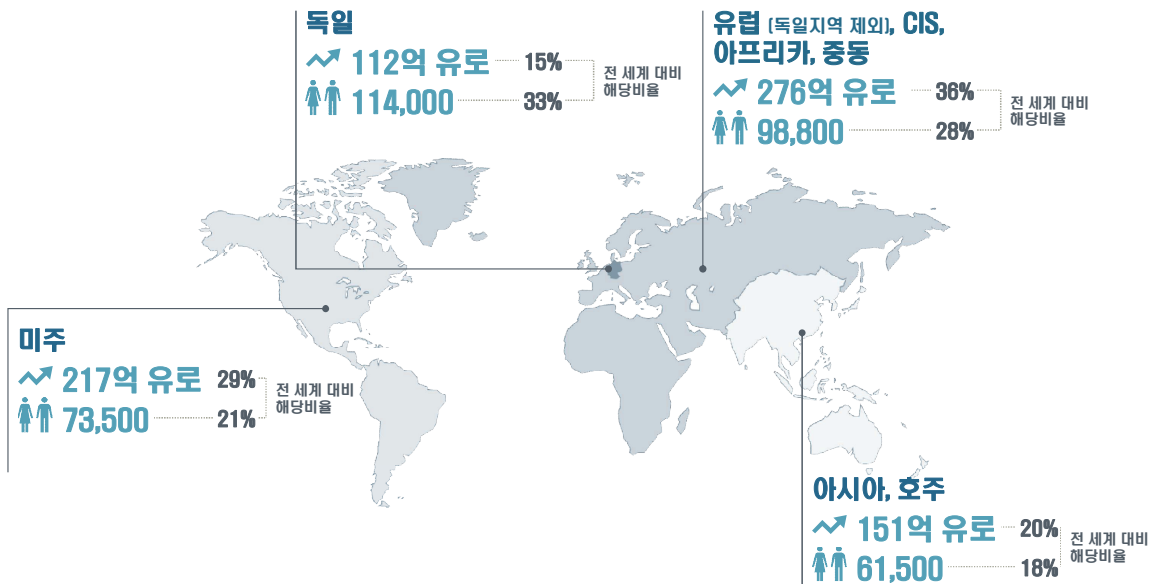 독일
112억 유로 15%
114,000 33%
전 세계 대비
해당비율
유럽 (독일지역 제외), CIS,
아프리카, 중동
276억 유로 36%
98,800 28%
전 세계 대비
해당비율
미주
217억 유로 29%
73,500 21%
전 세계 대비
해당비율
아시아, 호주
151억 유로 20%
61,500 18%
전 세계 대비
해당비율